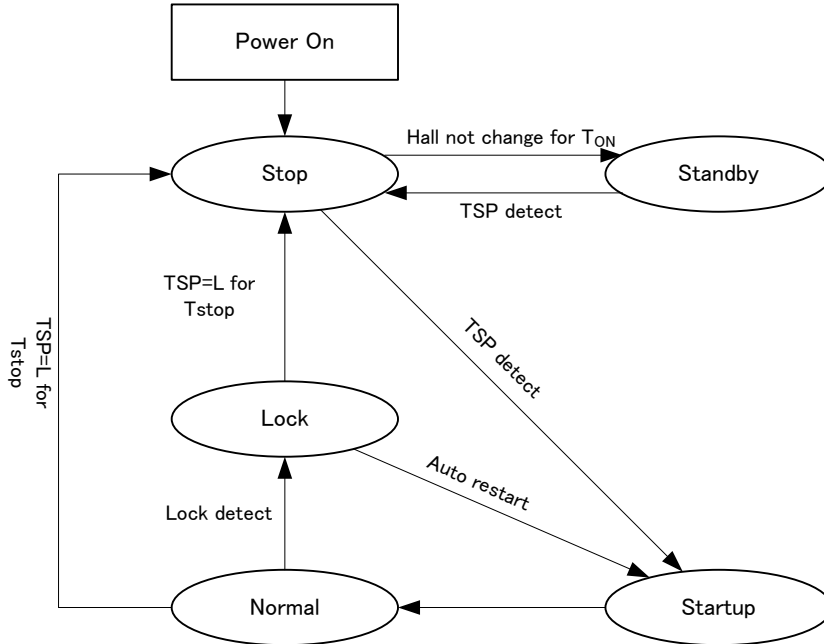 Power On
Hall not change for TON
Stop
Standby
TSP detect
TSP=L for
Tstop
TSP=L for
Tstop
TSP detect
Lock
Auto restart
Lock detect
Normal
Startup